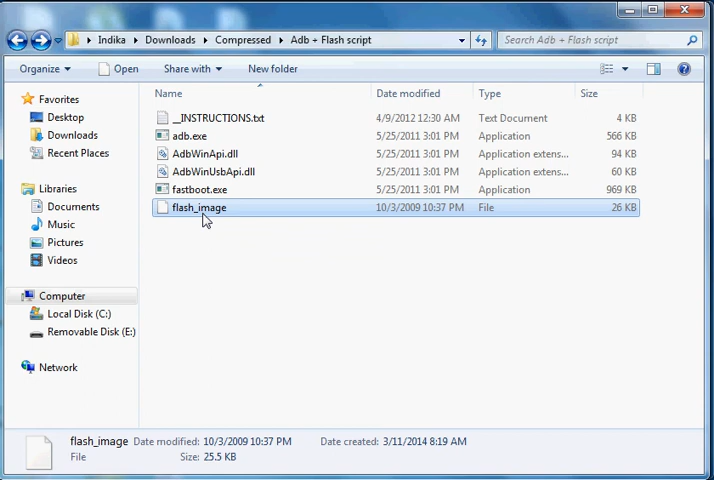 Indika Downloads Compressed Adb + Flash script Search Adb + Flash script
Organize Open Share with New folder
Name Date modified Type Size
Favorites
Desktop
Downloads
Recent Places
Libraries
Documents
Music
Pictures
Videos
Computer
Local Disk (C:)
Removable Disk (E:)
Network
__INSTRUCTIONS.txt 4/9/2012 12:30 AM Text Document 4 KB
adb.exe 5/25/2011 3:01 PM Application 566 KB
AdbWinApi.dll 5/25/2011 3:01 PM Application extens... 94 KB
AdbWinUsbApi.dll 5/25/2011 3:01 PM Application extens... 60 KB
fastboot.exe 5/25/2011 3:01 PM Application 969 KB
flash_image 10/3/2009 10:37 PM File 26 KB
flash_image Date modified: 10/3/2009 10:37 PM Date created: 3/11/2014 8:19 AM
File Size: 25.5 KB